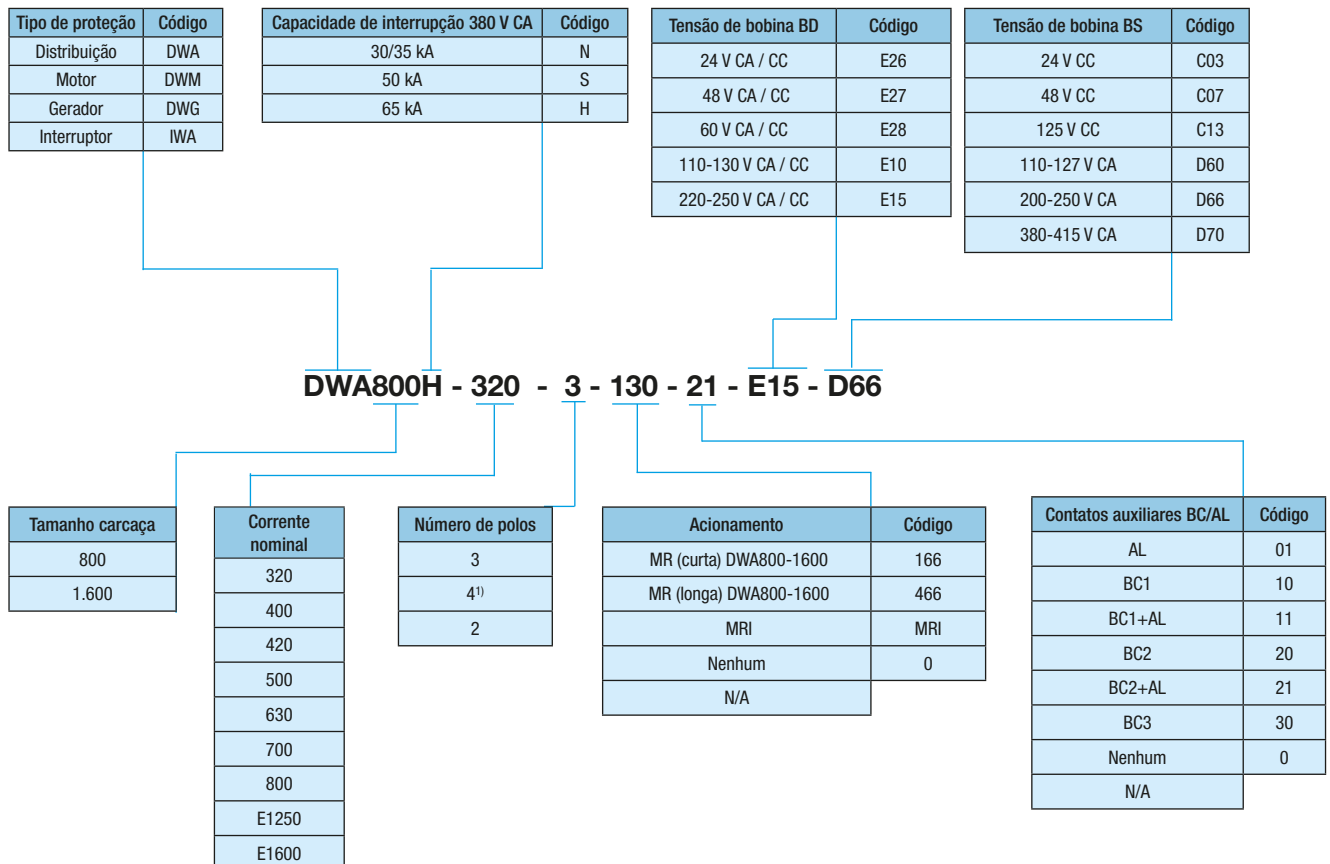 Tipo de proteção Código
Distribuição DWA
Motor DWM
Gerador DWG
Interruptor IWA
Capacidade de interrupção 380 V CA Código
30/35 kA N
50 kA S
65 kA H
Tensão de bobina BD Código
24 V CA / CC E26
48 V CA / CC E27
60 V CA / CC E28
110-130 V CA / CC E10
220-250 V CA / CC E15
Tensão de bobina BS Código
24 V CC C03
48 V CC C07
125 V CC C13
110-127 V CA D60
200-250 V CA D66
380-415 V CA D70
DWA800H - 320 - 3 - 130 - 21 - E15 - D66
Tamanho carcaça
800
1.600
Corrente
nominal
320
400
420
500
630
700
800
E1250
E1600
Número de polos
3
4¹⁾
2
Acionamento Código
MR (curta) DWA800-1600 166
MR (longa) DWA800-1600 466
MRI MRI
Nenhum 0
N/A
Contatos auxiliares BC/AL Código
AL 01
BC1 10
BC1+AL 11
BC2 20
BC2+AL 21
BC3 30
Nenhum 0
N/A